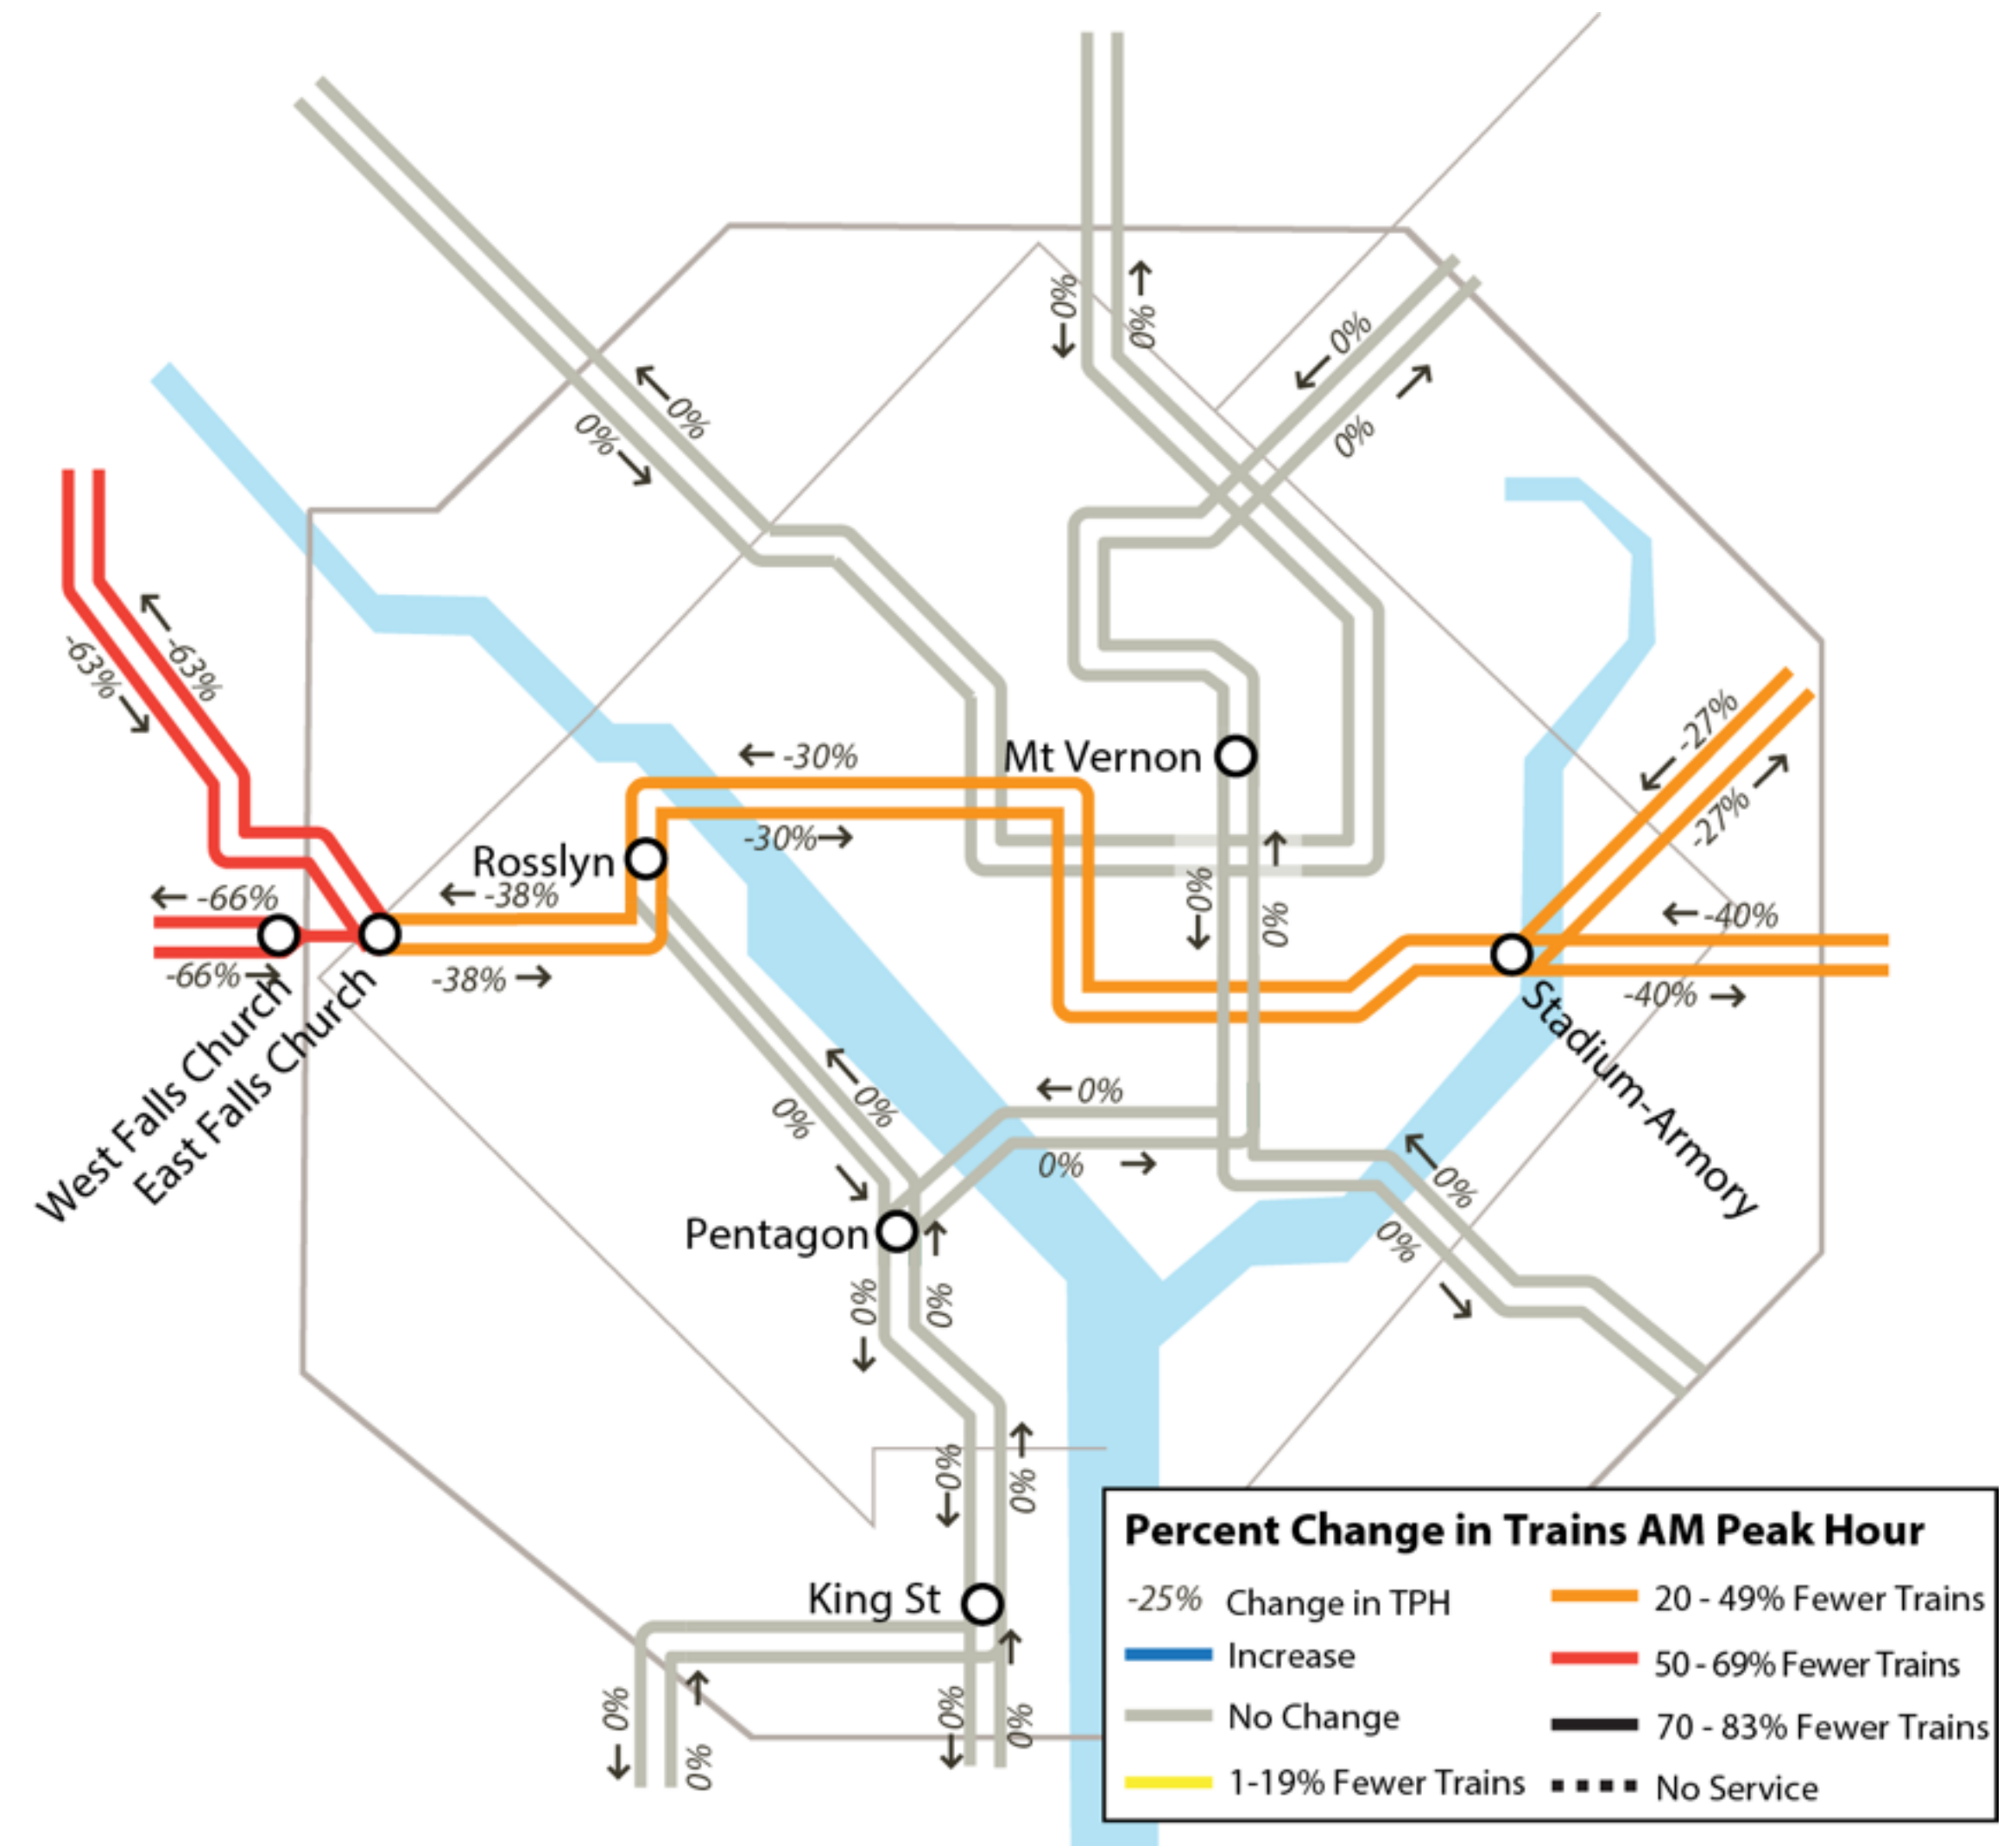 0%
0%
0%
0%
0%
0%
-63%
-63%
-27%
-27%
Mt Vernon
-30%
-30%
Rosslyn
-38%
-38%
-66%
-66%
West Falls Church
East Falls Church
0%
0%
-40%
-40%
Stadium-Armory
0%
0%
0%
0%
0%
0%
Pentagon
0%
0%
0%
0%
King St
0%
0%
0%
0%
Percent Change in Trains AM Peak Hour
-25% Change in TPH
Increase
No Change
1-19% Fewer Trains
20 - 49% Fewer Trains
50 - 69% Fewer Trains
70 - 83% Fewer Trains
No Service